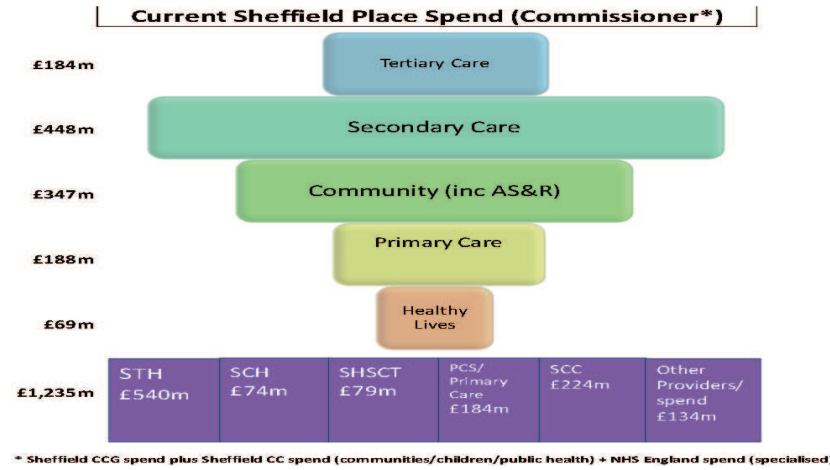 Current Sheffield Place Spend (Commissioner*)
£184m
Tertiary Care
£448m
Secondary Care
£347m
Community (inc AS&R)
£188m
Primary Care
£69m
Healthy
Lives
£1,235m
STH
£540m
SCH
£74m
SHSCT
£79m
PCS/
Primary
Care
£184m
SCC
£224m
Other
Providers/
spend
£134m
* Sheffield CCG spend plus Sheffield CC spend (communities/children/public health) + NHS England spend (specialised